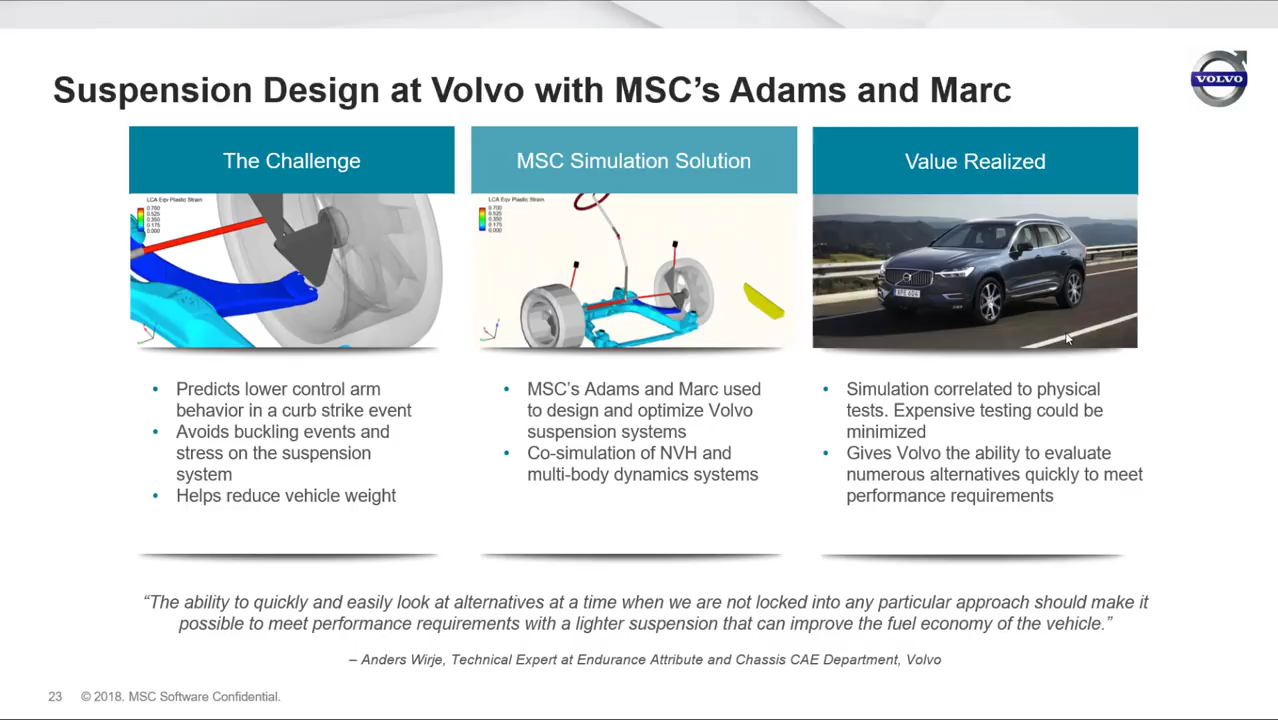 Suspension Design at Volvo with MSC's Adams and Marc
VOLVO
The Challenge
MSC Simulation Solution
Value Realized
LCA Eqv Plastic Strain
0.700
0.525
0.350
0.175
0.000
LCA Eqv Plastic Strain.
0.700
0.525
0.350
0.175
0.000
• Predicts lower control arm
behavior in a curb strike event
• Avoids buckling events and
stress on the suspension
system
• Helps reduce vehicle weight
• MSC's Adams and Marc used
to design and optimize Volvo
suspension systems
• Co-simulation of NVH and
multi-body dynamics systems
• Simulation correlated to physical
tests. Expensive testing could be
minimized
• Gives Volvo the ability to evaluate
numerous alternatives quickly to meet
performance requirements
“The ability to quickly and easily look at alternatives at a time when we are not locked into any particular approach should make it
possible to meet performance requirements with a lighter suspension that can improve the fuel economy of the vehicle.”
– Anders Wirje, Technical Expert at Endurance Attribute and Chassis CAE Department, Volvo
23 © 2018. MSC Software Confidential.